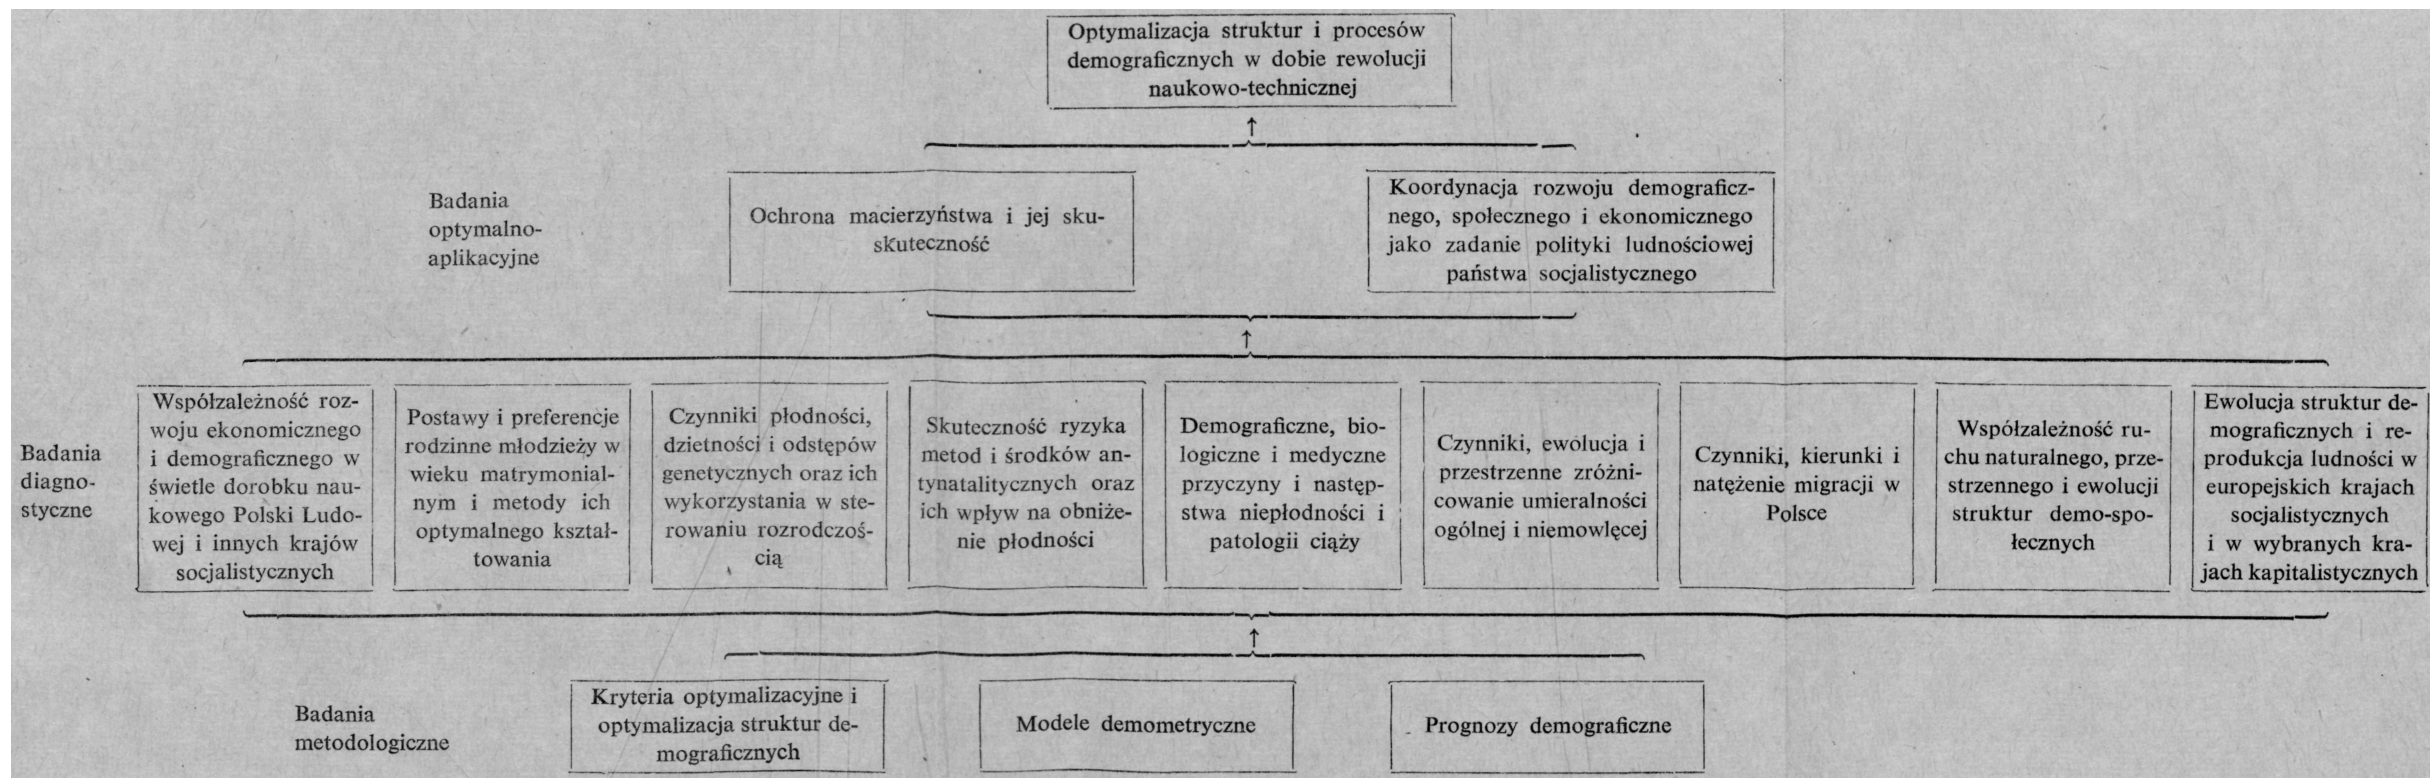 Optymalizacja struktur i procesów
demograficznych w dobie rewolucji
naukowo-technicznej
↑
Badania
optymalno-
aplikacyjne
Ochrona macierzyństwa i jej sku-
skuteczność
Koordynacja rozwoju demograficz-
nego, społecznego i ekonomicznego
jako zadanie polityki ludnościowej
państwa socjalistycznego
↑
Badania
diagno-
styczne
Współzależność roz-
woju ekonomicznego
i demograficznego w
świetle dorobku nau-
kowego Polski Ludo-
wej i innych krajów
socjalistycznych
Postawy i preferencje
rodzinne młodzieży w
wieku matrymonial-
nym i metody ich
optymalnego kształ-
towania
Czynniki płodności,
dzietności i odstępów
genetycznych oraz ich
wykorzystania w ste-
rowaniu rozrodczoś-
cią
Skuteczność ryzyka
metod i środków an-
tynatalitycznych oraz
ich wpływ na obniże-
nie płodności
Demograficzne, bio-
logiczne i medyczne
przyczyny i następ-
stwa niepłodności i
patologii ciąży
Czynniki, ewolucja i
przestrzenne zróżni-
cowanie umieralności
ogólnej i niemowlęcej
Czynniki, kierunki i
natężenie migracji w
Polsce
Współzależność ru-
chu naturalnego, prze-
strzennego i ewolucji
struktur demo-spo-
łecznych
Ewolucja struktur de-
mograficznych i re-
produkcja ludności w
europejskich krajach
socjalistycznych
i w wybranych kra-
jach kapitalistycznych
↑
Badania
metodologiczne
Kryteria optymalizacyjne i
optymalizacja struktur de-
mograficznych
Modele demometryczne
Prognozy demograficzne